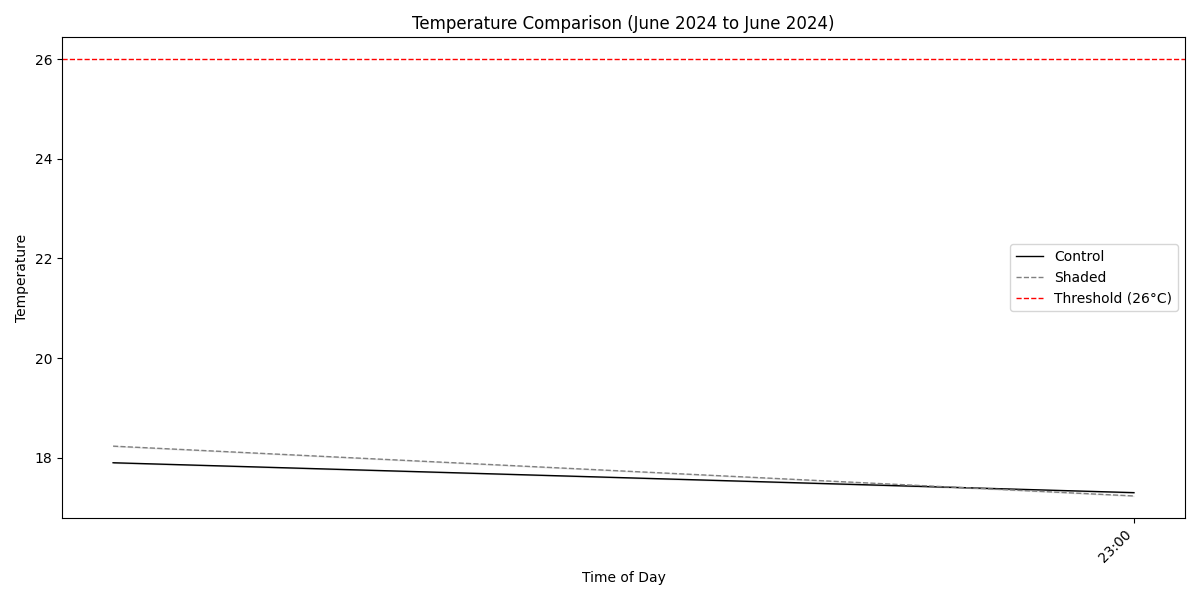 Temperature Comparison (June 2024 to June 2024)
26
24
22
20
18
Temperature
Control
Shaded
Threshold (26°C)
23:00
Time of Day